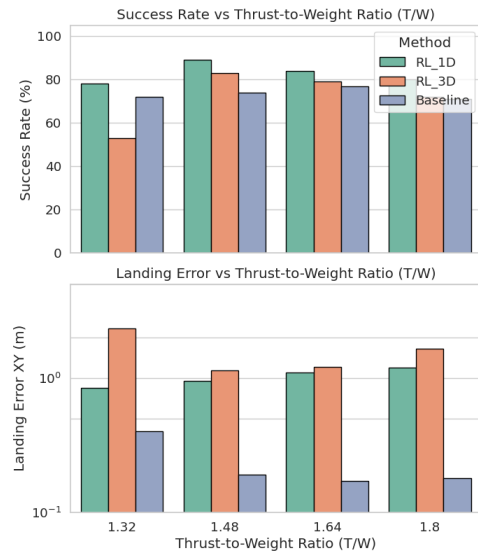 Success Rate vs Thrust-to-Weight Ratio (T/W)
Success Rate (%)
100
80
60
40
20
0
Method
RL_1D
RL_3D
Baseline
Landing Error vs Thrust-to-Weight Ratio (T/W)
Landing Error XY (m)
10⁰
10⁻¹
1.32 1.48 1.64 1.8
Thrust-to-Weight Ratio (T/W)